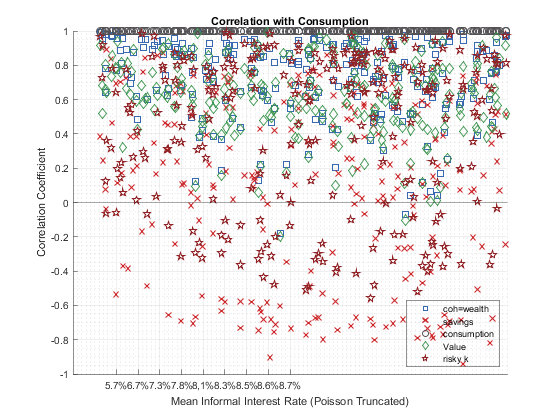 Correlation with Consumption
Correlation Coefficient
1
0.8
0.6
0.4
0.2
0
-0.2
-0.4
-0.6
-0.8
-1
coh=wealth
savings
consumption
Value
risky k
5.7%6.7%7.3%7.8%8.1%8.3%8.5%8.6%8.7%
Mean Informal Interest Rate (Poisson Truncated)